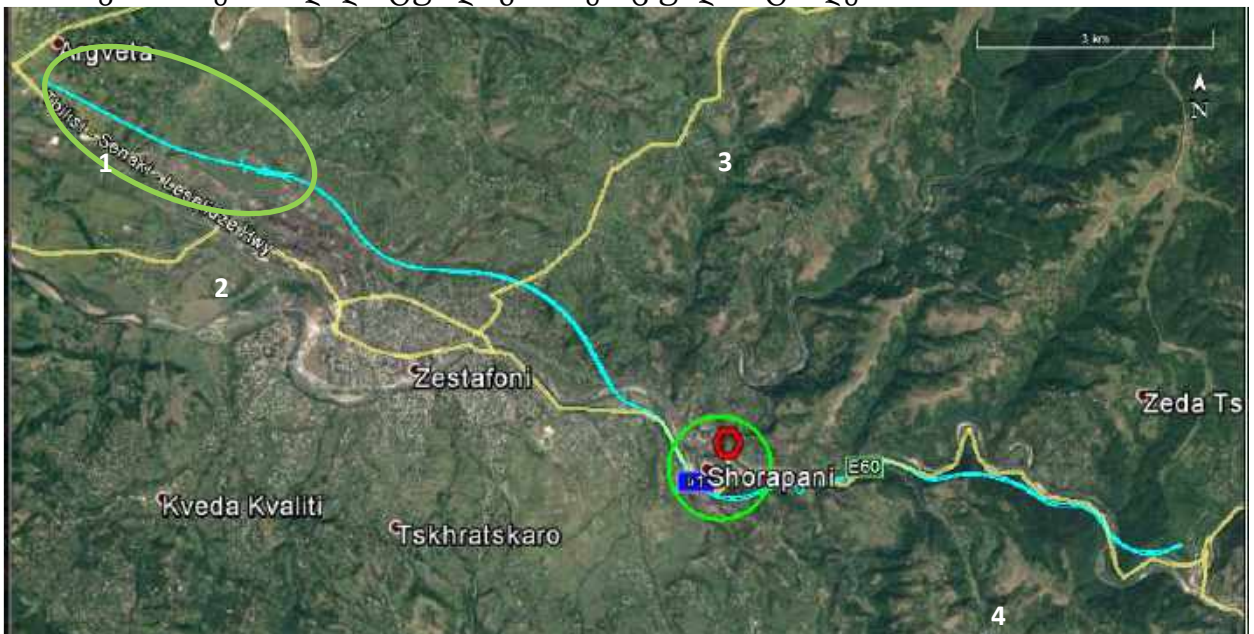 3 km
Argveta
N
Tbilisi - Senaki - Leselidze Hwy
1
3
2
Zestafoni
Zeda Ts
Shorapani
E60
Kveda Kvaliti
Tskhratskaro
4